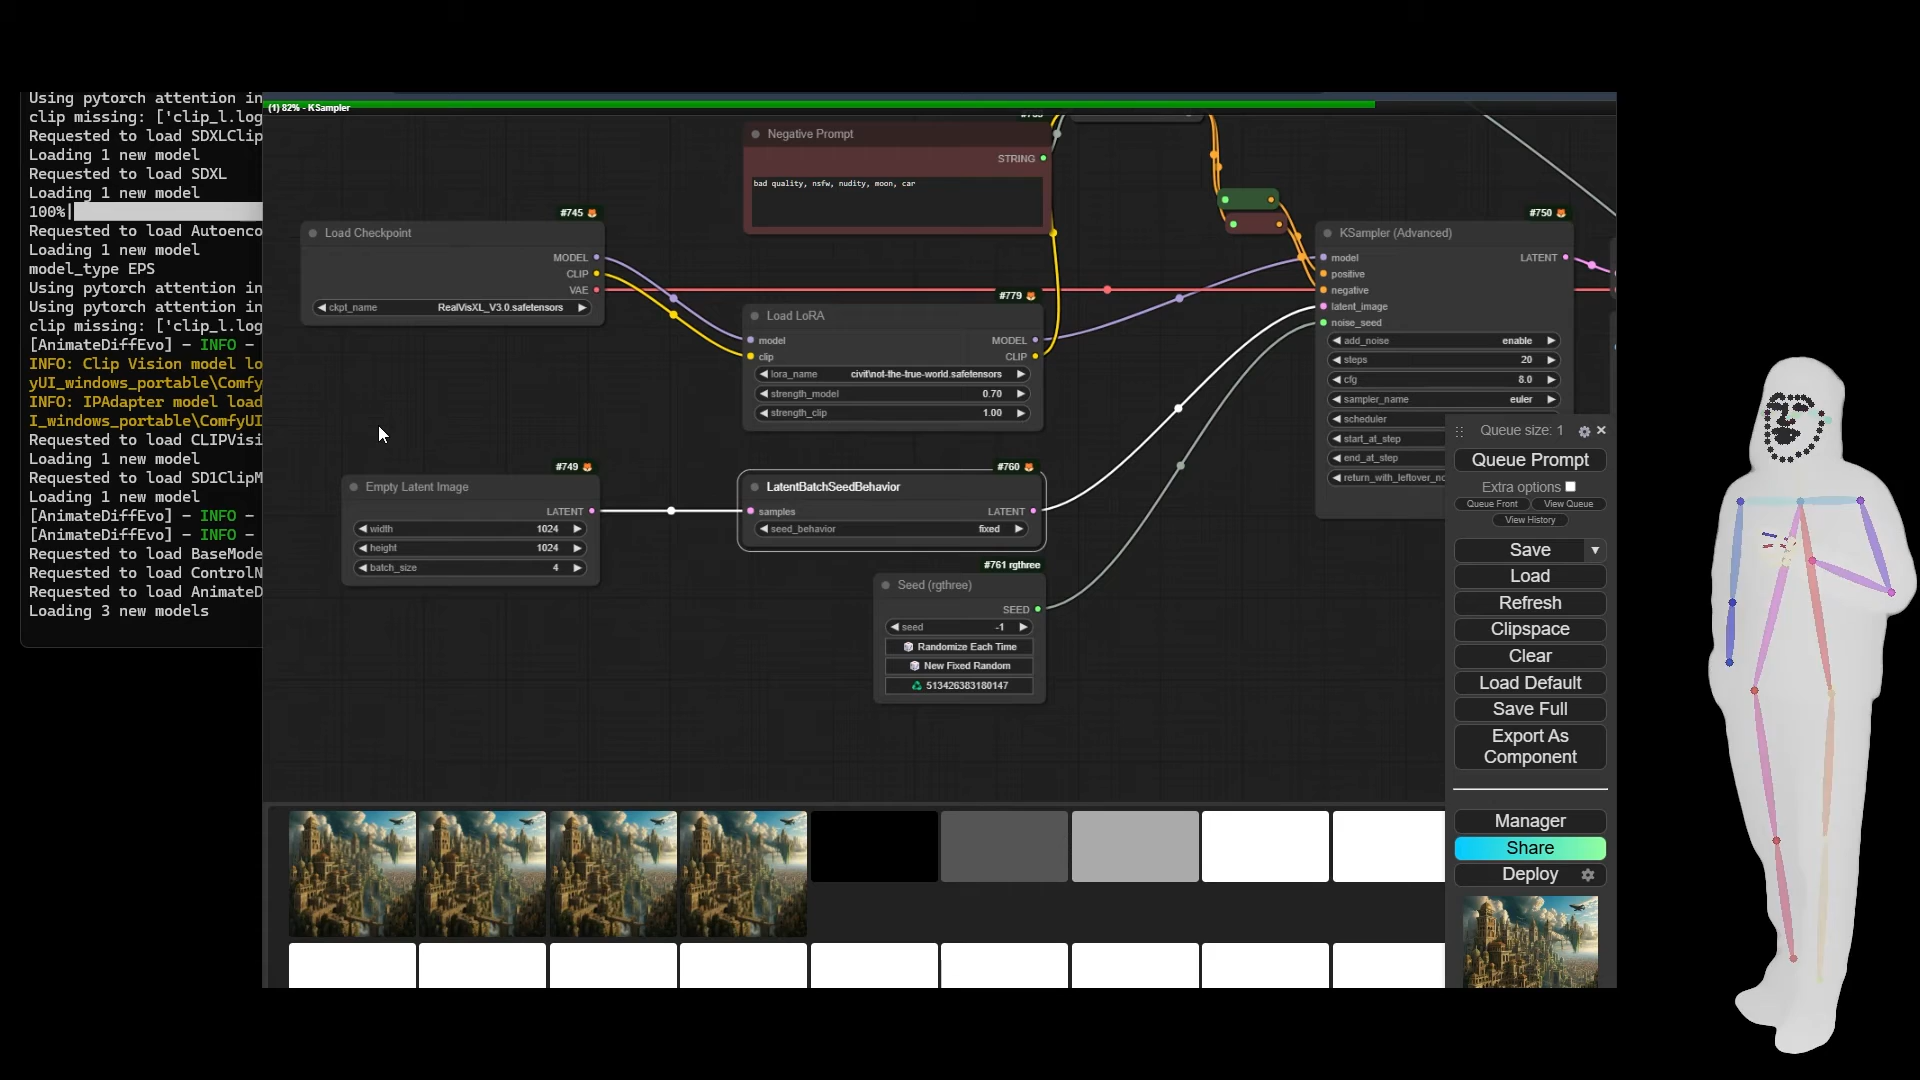 Using pytorch attention in
clip missing: ['clip_l.log
Requested to load SDXLClip
Loading 1 new model
Requested to load SDXL
Loading 1 new model
100%|
Requested to load Autoenco
Loading 1 new model
model_type EPS
Using pytorch attention in
Using pytorch attention in
clip missing: ['clip_l.log
[AnimateDiffEvo] - INFO -
INFO: Clip Vision model lo
yUI_windows_portable\Comfy
INFO: IPAdapter model load
I_windows_portable\ComfyUI
Requested to load CLIPVisi
Loading 1 new model
Requested to load SD1ClipM
Loading 1 new model
[AnimateDiffEvo] - INFO -
[AnimateDiffEvo] - INFO -
Requested to load BaseMode
Requested to load ControlN
Requested to load AnimateD
Loading 3 new models
(1) 82% - KSampler
Negative Prompt
STRING
bad quality, nsfw, nudity, moon, car
#745
Load Checkpoint
MODEL
CLIP
VAE
ckpt_name RealVisXL_V3.0.safetensors
#779
Load LoRA
model MODEL
clip CLIP
lora_name civit\not-the-true-world.safetensors
strength_model 0.70
strength_clip 1.00
#749
Empty Latent Image
LATENT
width 1024
height 1024
batch_size 4
#760
LatentBatchSeedBehavior
samples LATENT
seed_behavior fixed
#761 rgthree
Seed (rgthree)
SEED
seed -1
Randomize Each Time
New Fixed Random
513426383180147
#750
KSampler (Advanced)
model LATENT
positive
negative
latent_image
noise_seed
add_noise enable
steps 20
cfg 8.0
sampler_name euler
scheduler
start_at_step
end_at_step
return_with_leftover_no
Queue size: 1
Queue Prompt
Extra options
Queue Front View Queue
View History
Save
Load
Refresh
Clipspace
Clear
Load Default
Save Full
Export As
Component
Manager
Share
Deploy